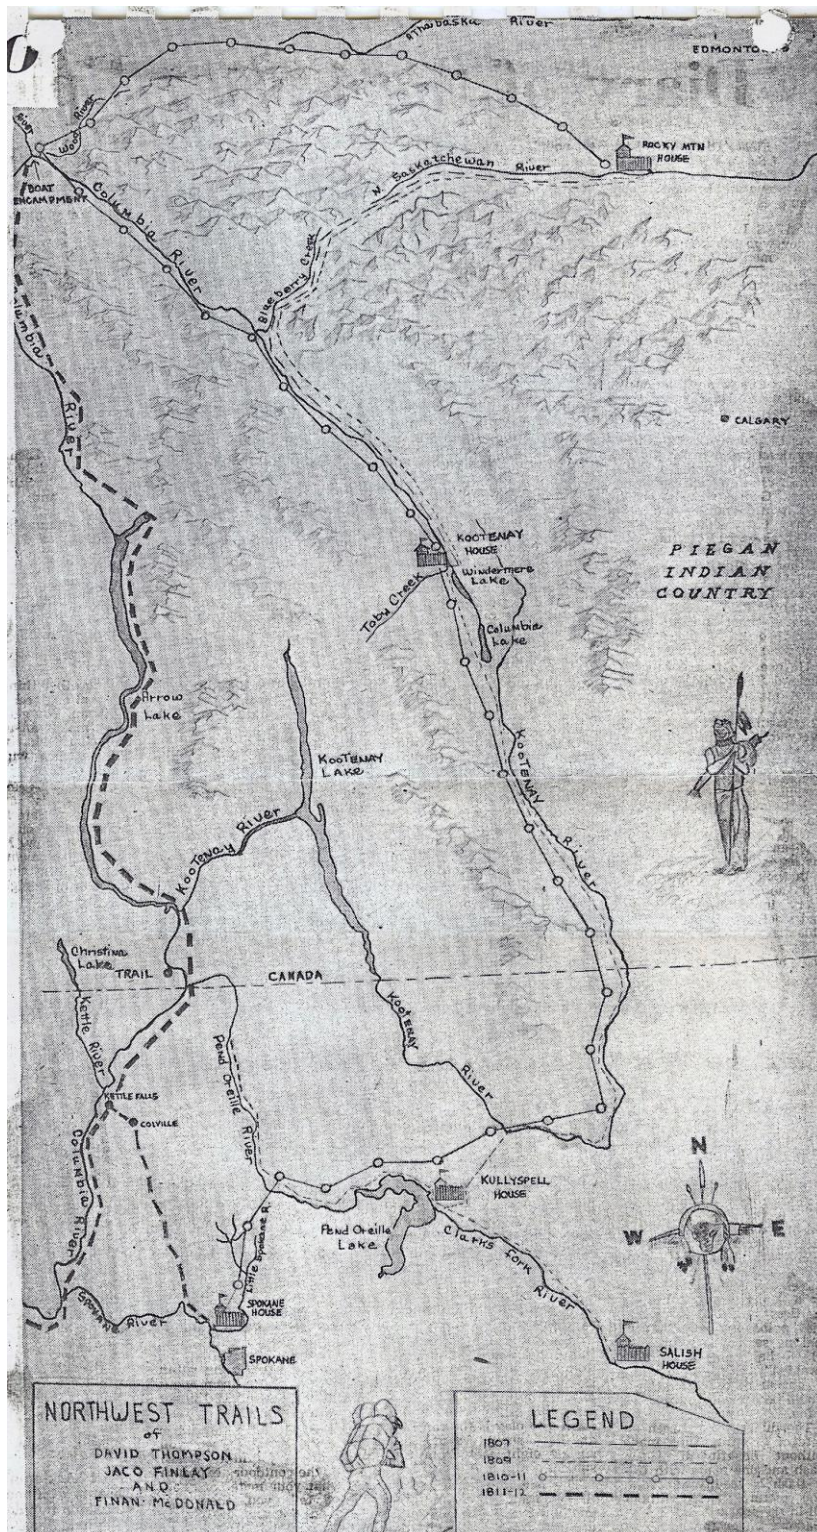 Athabaska River
EDMONTON
Wood River
River
ROCKY MTN
HOUSE
N. Saskatchewan River
BOAT
ENCAMPMENT
Columbia River
Blueberry Creek
Columbia
River
CALGARY
KOOTENAY
HOUSE
Windermere
Lake
Toby Creek
Columbia
Lake
PIEGAN
INDIAN
COUNTRY
Arrow
Lake
KOOTENAY
LAKE
KOOTENAY River
KOOTENAY River
Christina
Lake
TRAIL
CANADA
Kettle River
KOOTENAY River
Pend Oreille River
KETTLE FALLS
COLVILLE
Columbia River
KULLYSPELL
HOUSE
N
W E
Pend Oreille
Lake
Clarks Fork River
Little Spokane R.
SPOKANE River
SPOKANE
HOUSE
SPOKANE
SALISH
HOUSE
NORTHWEST TRAILS
of
DAVID THOMPSON
JACO FINLAY
AND
FINAN McDONALD
LEGEND
1807
1809
1810-11
1811-12